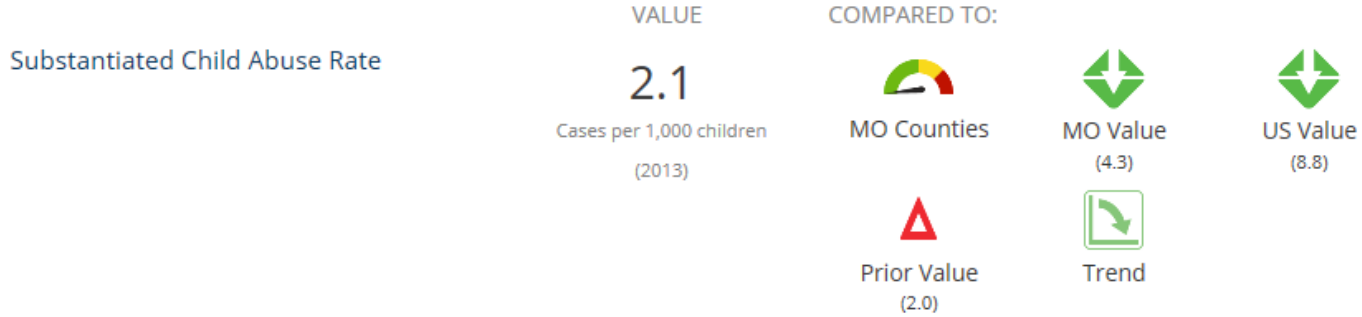 VALUE
COMPARED TO:
Substantiated Child Abuse Rate
2.1
Cases per 1,000 children
(2013)
MO Counties
MO Value
(4.3)
US Value
(8.8)
Prior Value
(2.0)
Trend